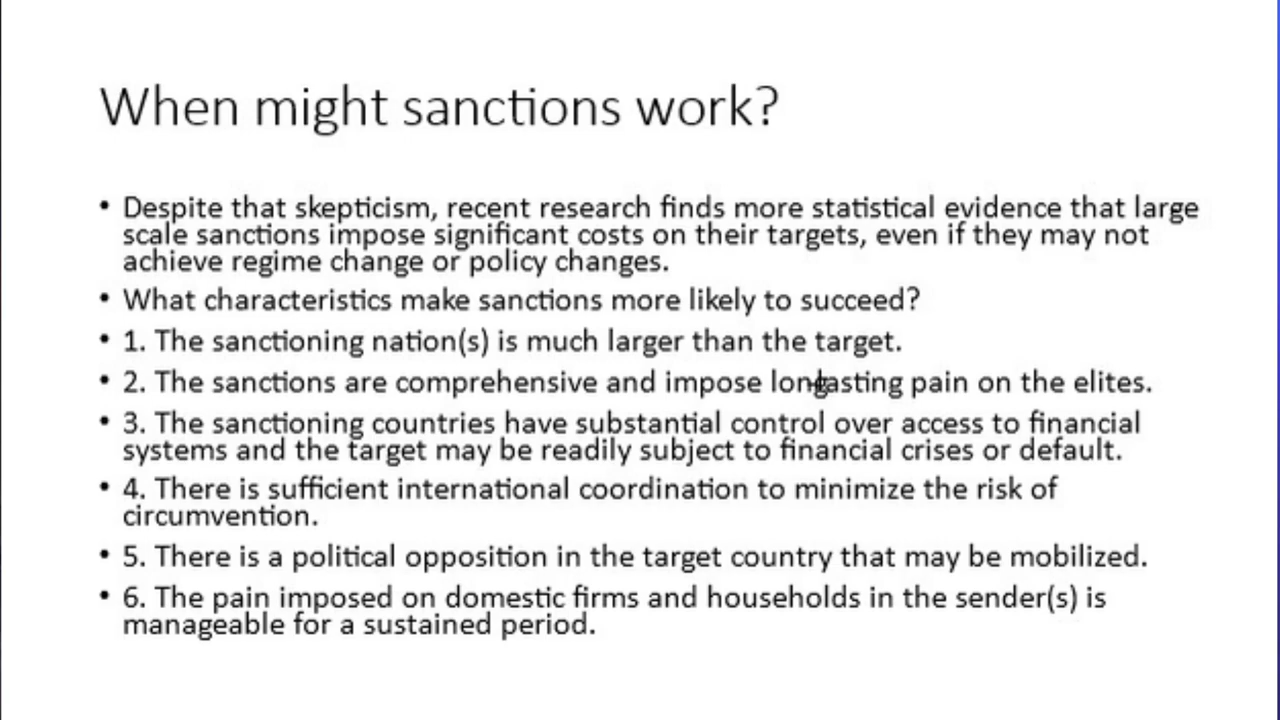 When might sanctions work?
• Despite that skepticism, recent research finds more statistical evidence that large
scale sanctions impose significant costs on their targets, even if they may not
achieve regime change or policy changes.
• What characteristics make sanctions more likely to succeed?
• 1. The sanctioning nation(s) is much larger than the target.
• 2. The sanctions are comprehensive and impose longlasting pain on the elites.
• 3. The sanctioning countries have substantial control over access to financial
systems and the target may be readily subject to financial crises or default.
• 4. There is sufficient international coordination to minimize the risk of
circumvention.
• 5. There is a political opposition in the target country that may be mobilized.
• 6. The pain imposed on domestic firms and households in the sender(s) is
manageable for a sustained period.